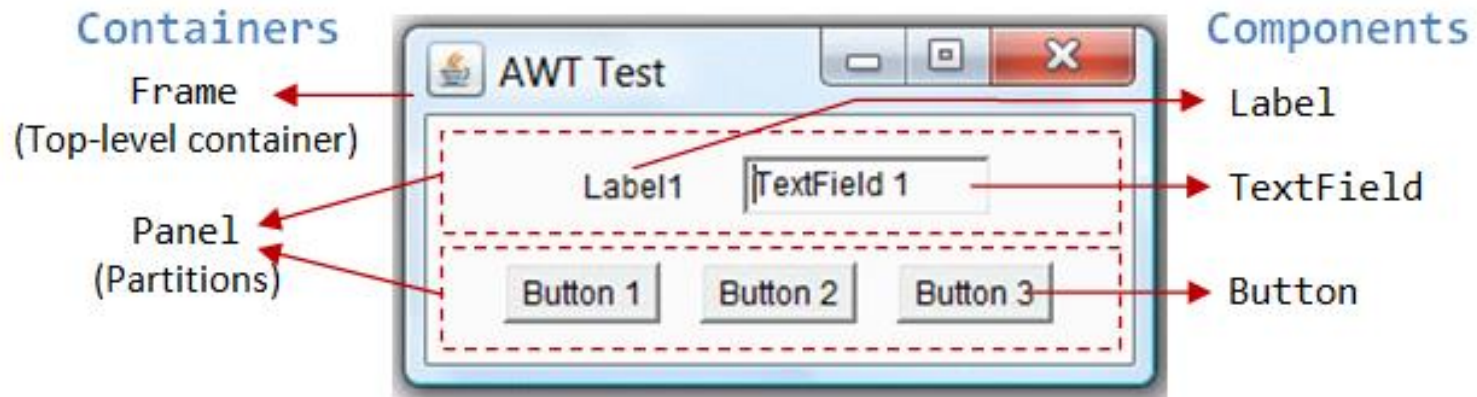 Containers
Components
AWT Test
Frame
(Top-level container)
Label
Label1
TextField 1
TextField
Panel
(Partitions)
Button 1
Button 2
Button 3
Button